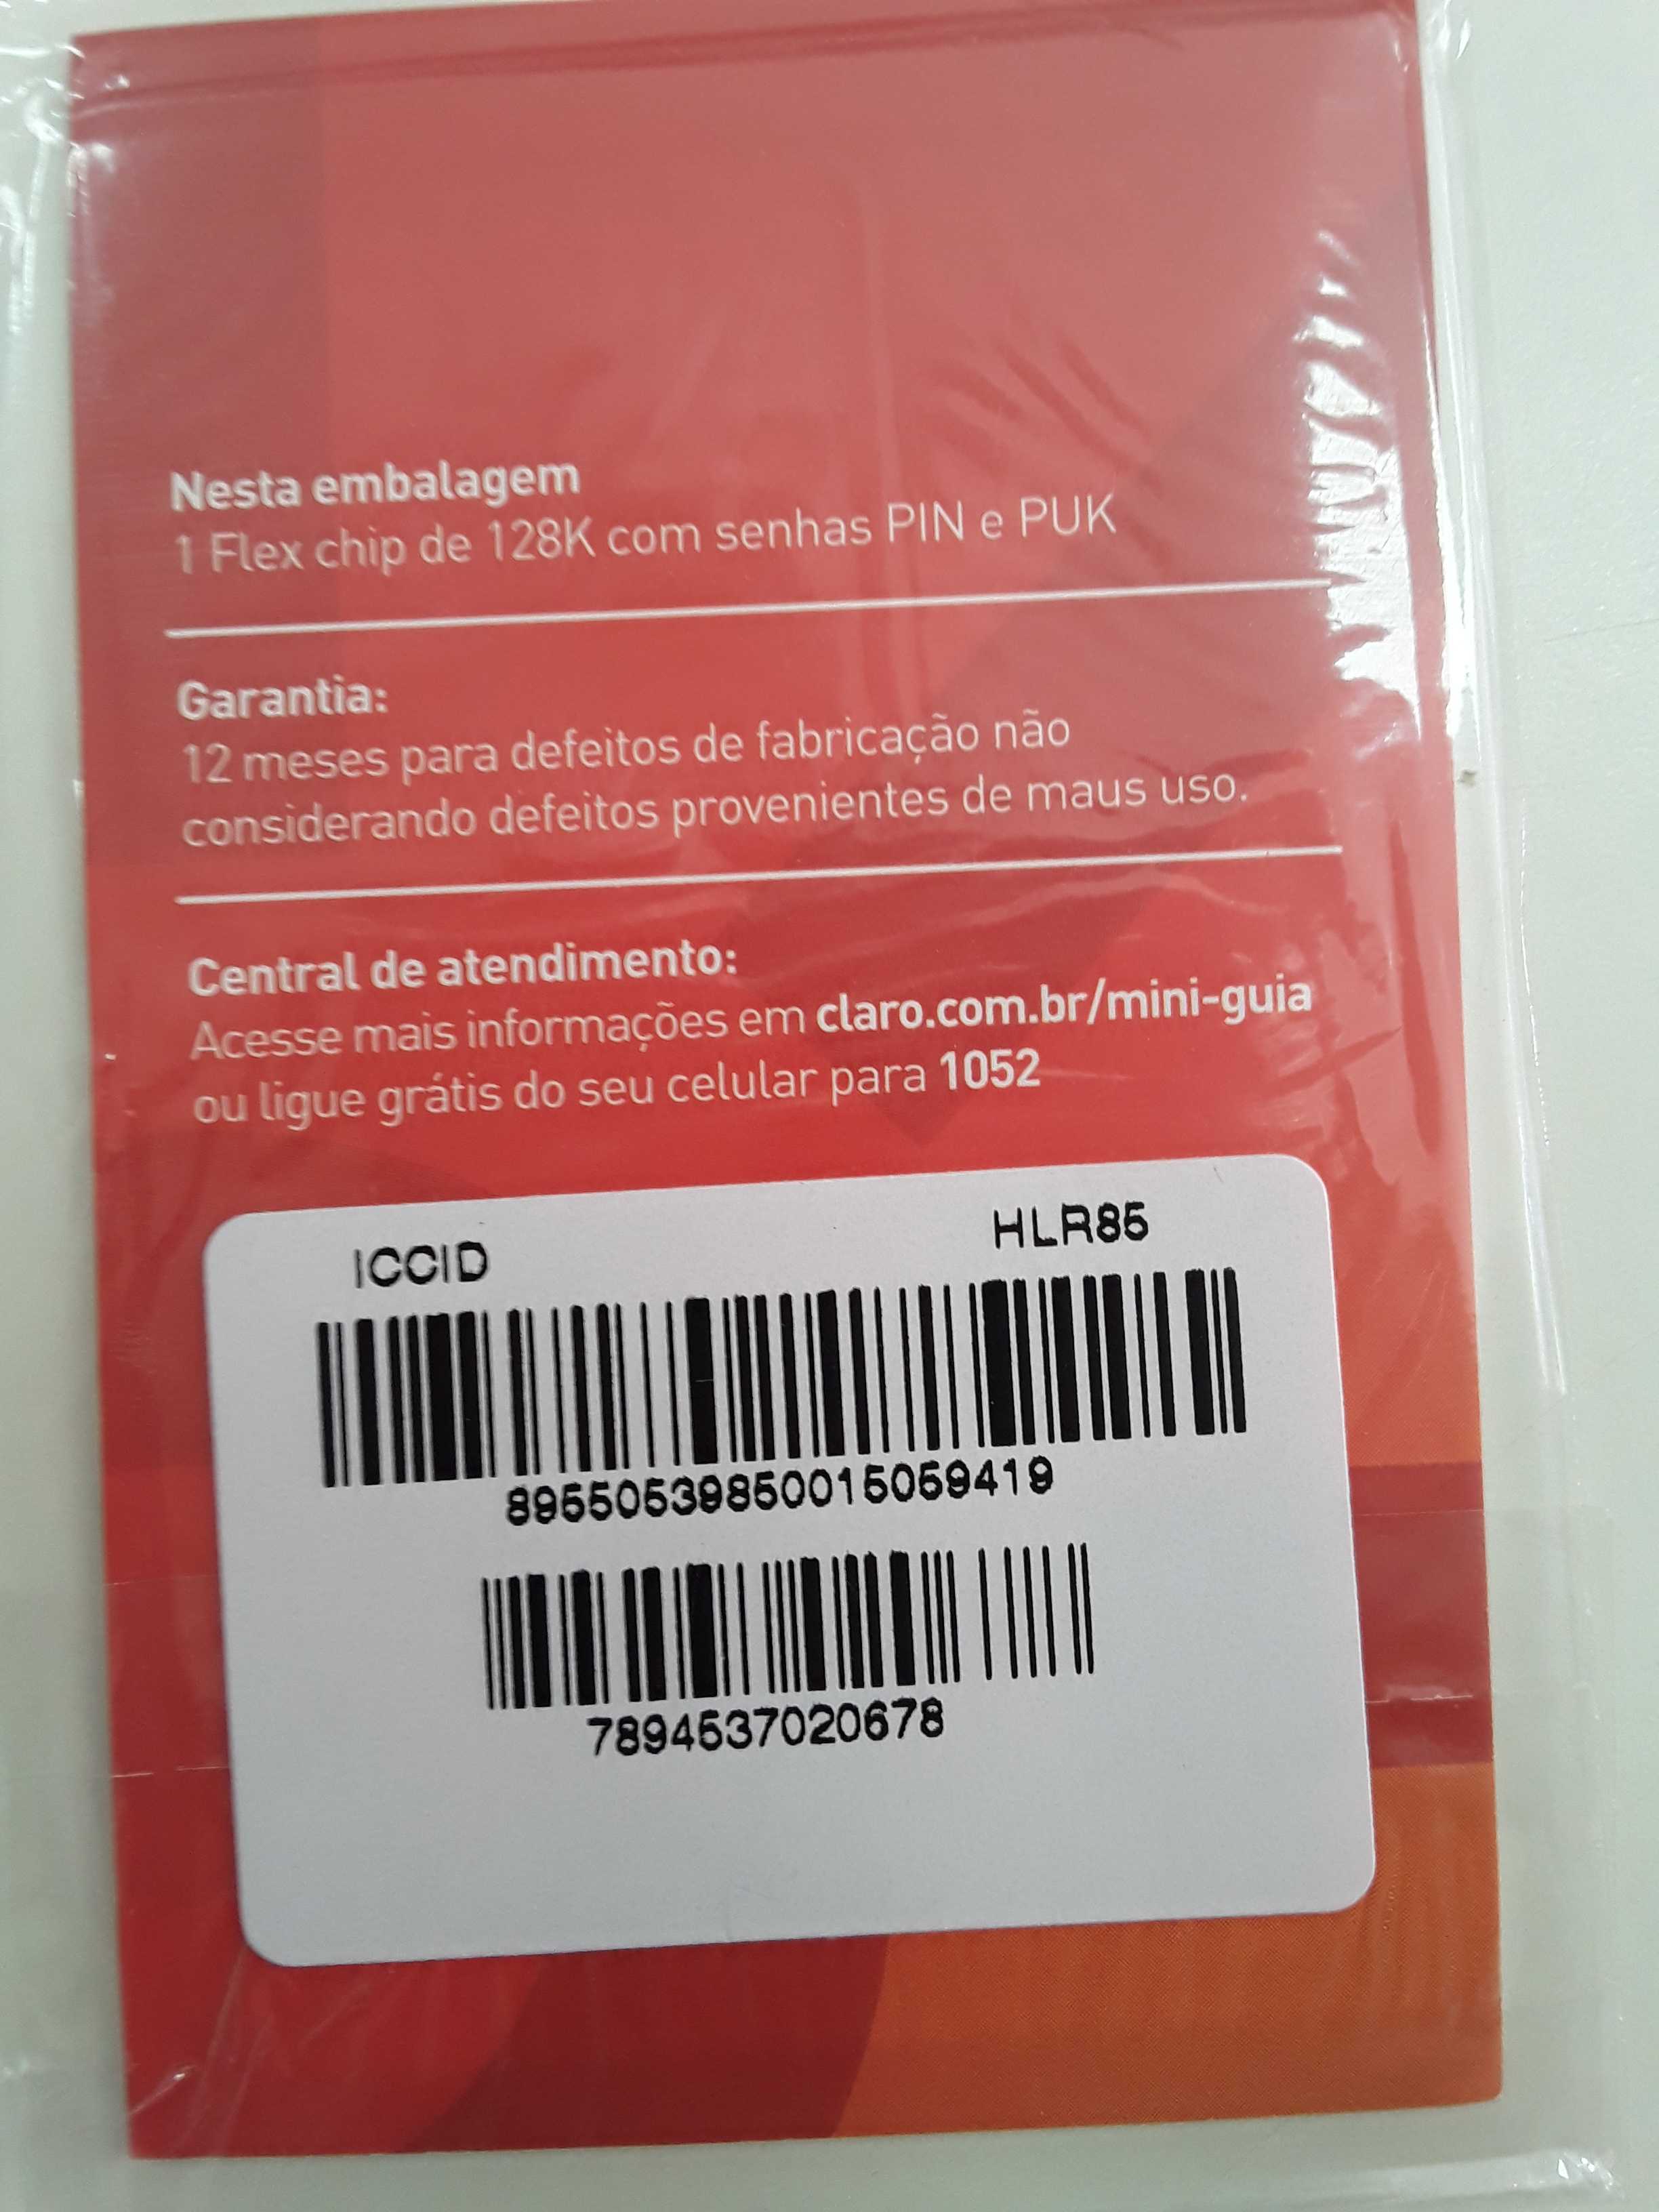 Nesta embalagem
1 Flex chip de 128K com senhas PIN e PUK
Garantia:
12 meses para defeitos de fabricação não
considerando defeitos provenientes de maus uso.
Central de atendimento:
Acesse mais informações em claro.com.br/mini-guia
ou ligue grátis do seu celular para 1052
ICCID HLR85
89550539850015059419
7894537020678